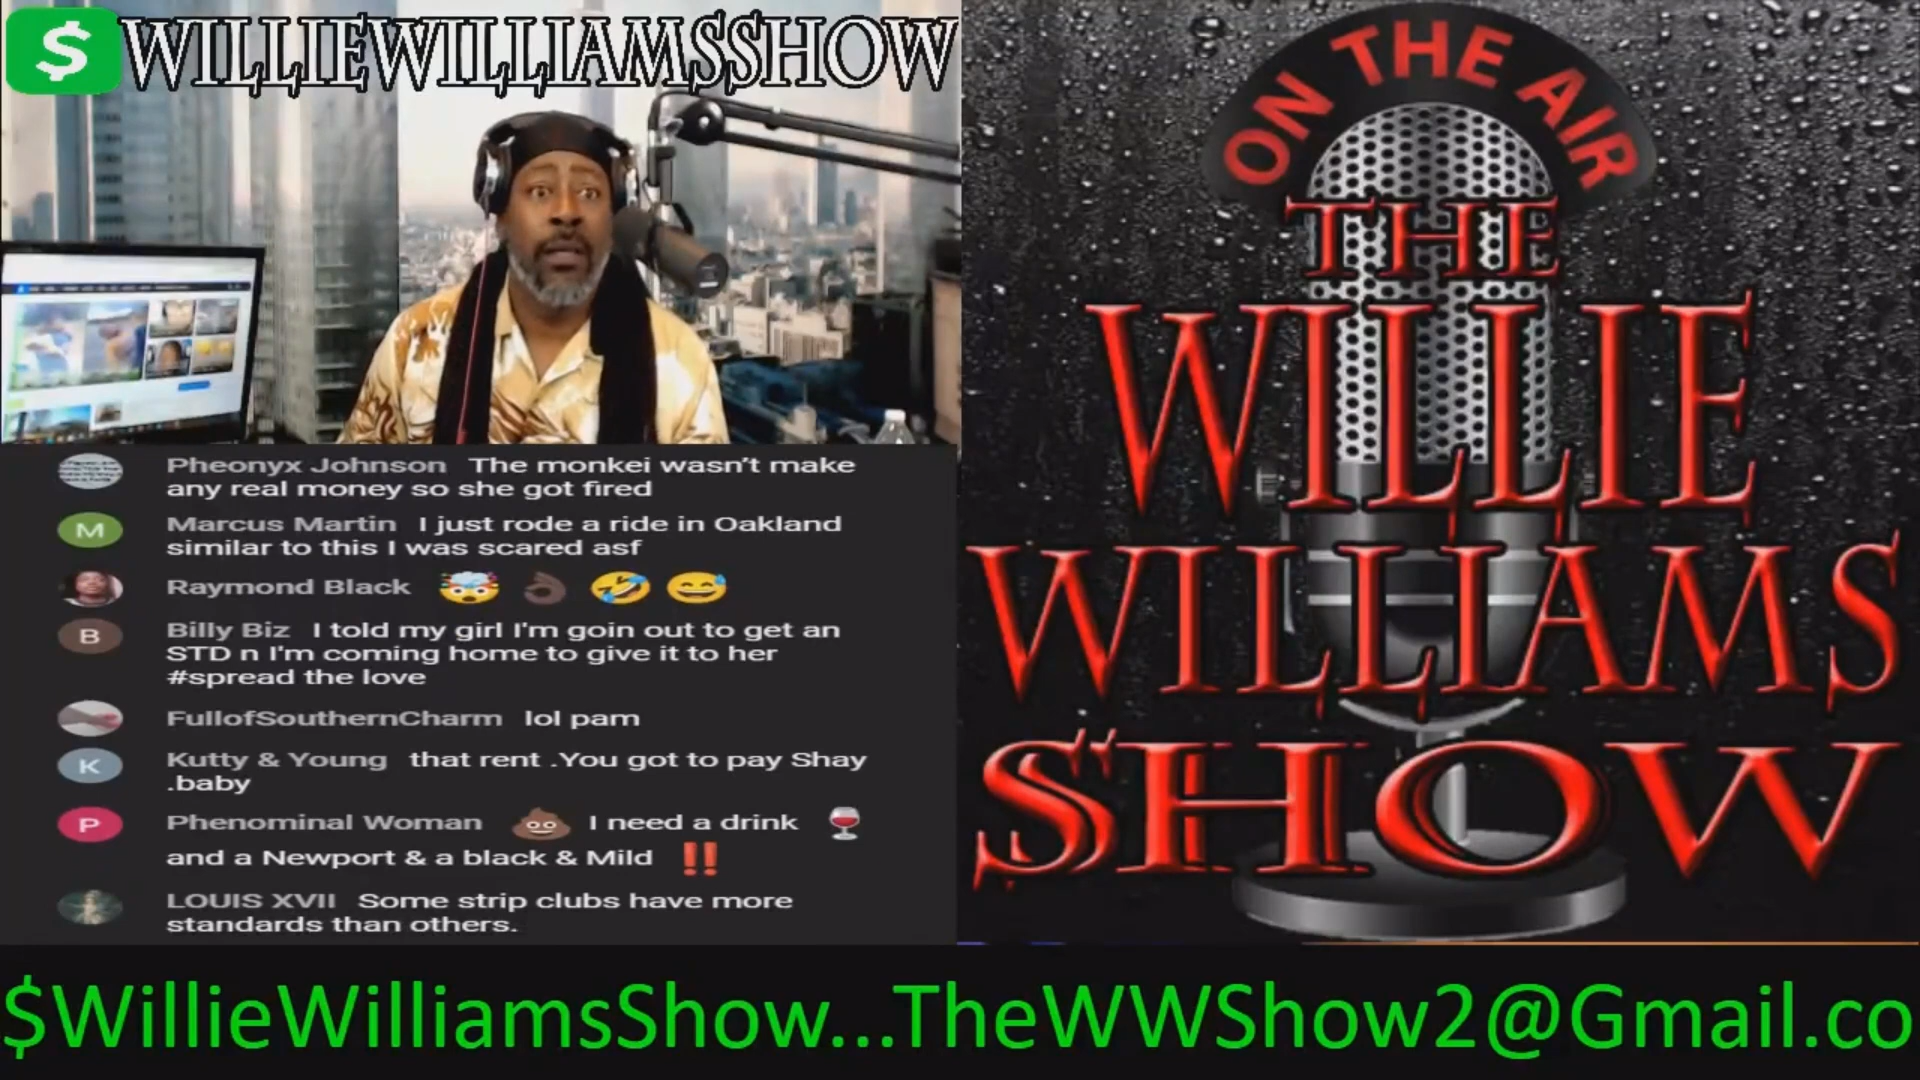 $WILLIEWILLIAMSSHOW
Pheonyx Johnson The monkei wasn't make
any real money so she got fired
M Marcus Martin I just rode a ride in Oakland
similar to this I was scared asf
Raymond Black 🤯 👌🏿 🤣 😅
B Billy Biz I told my girl I'm goin out to get an
STD n I'm coming home to give it to her
#spread the love
FullofSouthernCharm lol pam
K Kutty & Young that rent .You got to pay Shay
.baby
P Phenominal Woman 💩 I need a drink 🍷
and a Newport & a black & Mild ‼️
LOUIS XVII Some strip clubs have more
standards than others.
ON THE AIR
THE
WILLIE
WILLIAMS
SHOW
$WillieWilliamsShow...TheWWShow2@Gmail.co